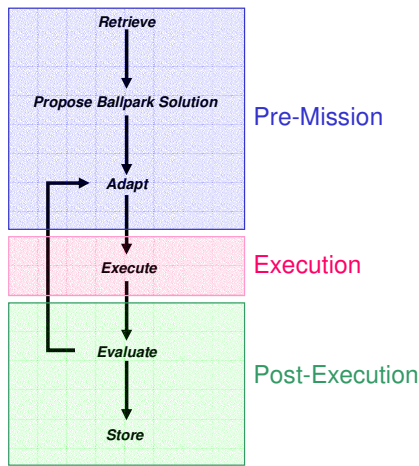 Retrieve
Propose Ballpark Solution
Pre-Mission
Adapt
Execute
Execution
Evaluate
Post-Execution
Store